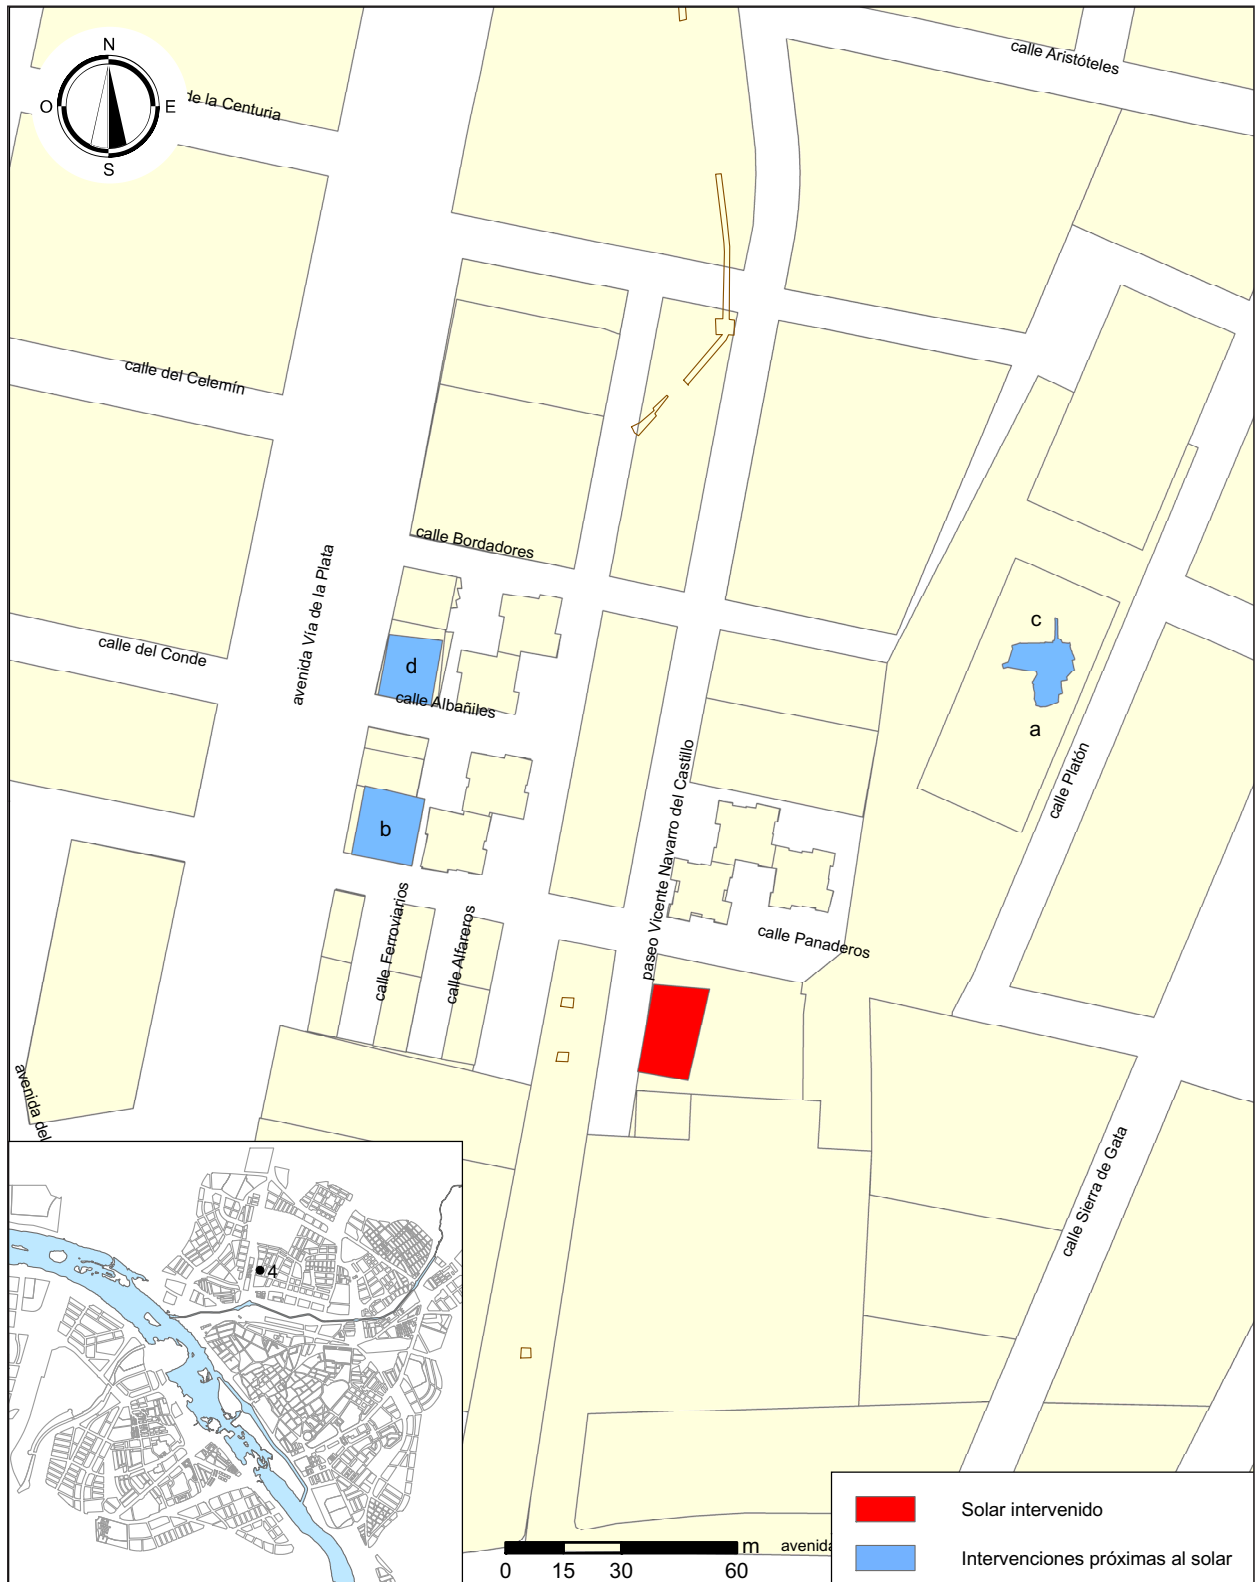 N
O
E
S
de la Centuria
calle Aristóteles
calle del Celemín
calle Bordadores
avenida Vía de la Plata
calle del Conde
d
calle Albañiles
c
a
calle Platón
b
paseo Vicente Navarro del Castillo
calle Ferroviarios
calle Alfareros
calle Panaderos
avenida del
calle Sierra de Gata
4
Solar intervenido
Intervenciones próximas al solar
m
avenida
0 15 30 60